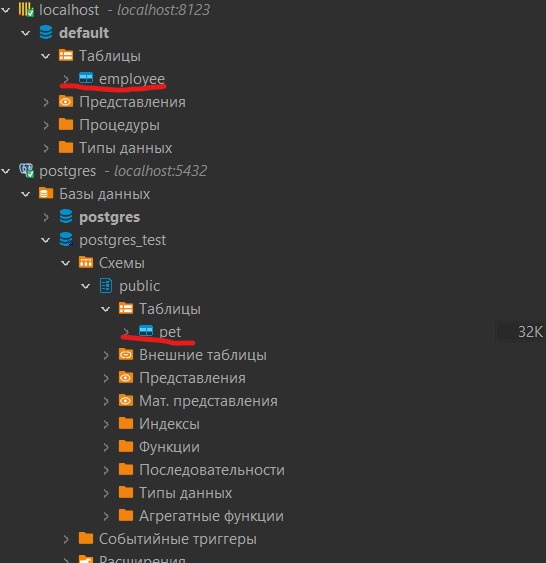 localhost - localhost:8123
default
Таблицы
employee
Представления
Процедуры
Типы данных
postgres - localhost:5432
Базы данных
postgres
postgres_test
Схемы
public
Таблицы
pet 32K
Внешние таблицы
Представления
Мат. представления
Индексы
Функции
Последовательности
Типы данных
Агрегатные функции
Событийные триггеры
Расширения